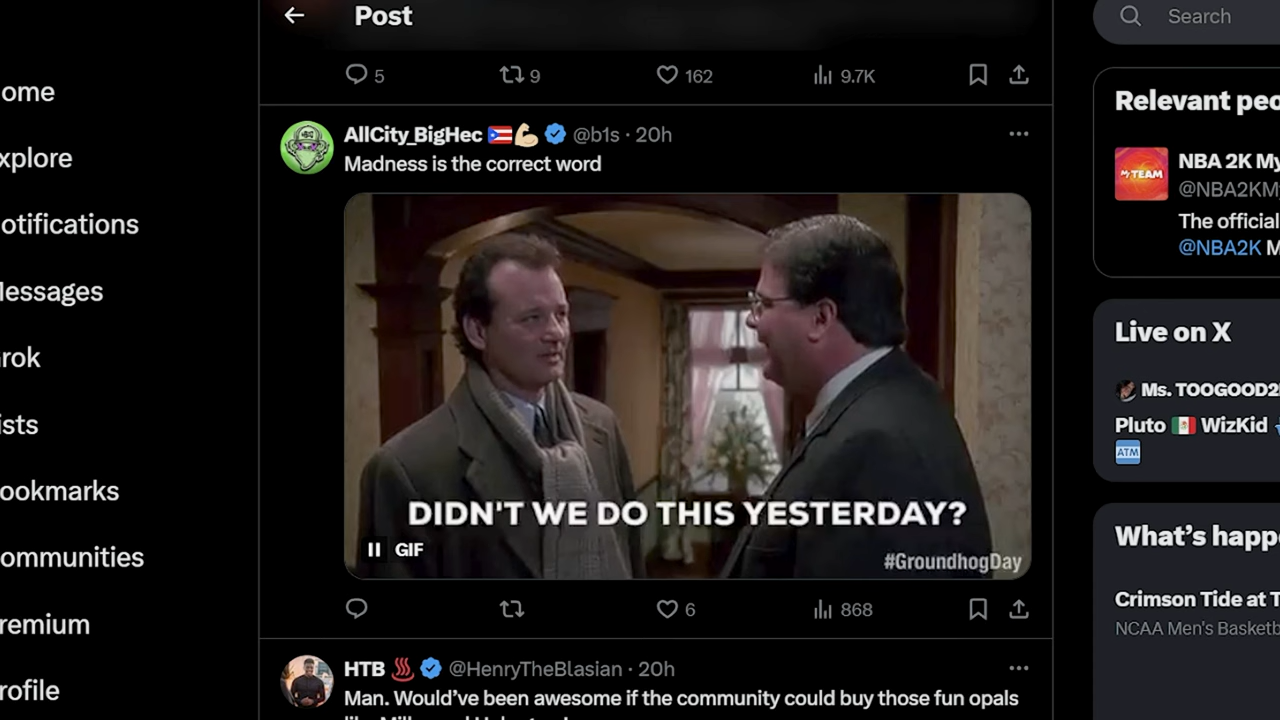 Post
Search
ome
xplore
otifications
lessages
rok
ists
ookmarks
ommunities
remium
rofile
5
9
162
9.7K
AllCity_BigHec 🇵🇷💪🏼 @b1s · 20h
Madness is the correct word
DIDN'T WE DO THIS YESTERDAY?
GIF
#GroundhogDay
6
868
HTB ♨️ @HenryTheBlasian · 20h
Man. Would’ve been awesome if the community could buy those fun opals
Relevant peo
MyTEAM
NBA 2K My
@NBA2KM
The official
@NBA2K M
Live on X
Ms. TOOGOOD2
Pluto 🇲🇽 WizKid
ATM
What’s happe
Crimson Tide at T
NCAA Men's Basketb